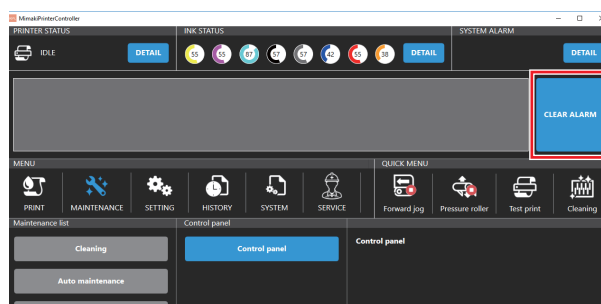 MimakiPrinterController
PRINTER STATUS
INK STATUS
SYSTEM ALARM
IDLE
DETAIL
55
55
87
57
57
42
55
38
DETAIL
DETAIL
CLEAR ALARM
MENU
QUICK MENU
PRINT
MAINTENANCE
SETTING
HISTORY
SYSTEM
SERVICE
Forward jog
Pressure roller
Test print
Cleaning
Maintenance list
Control panel
Cleaning
Control panel
Control panel
Auto maintenance